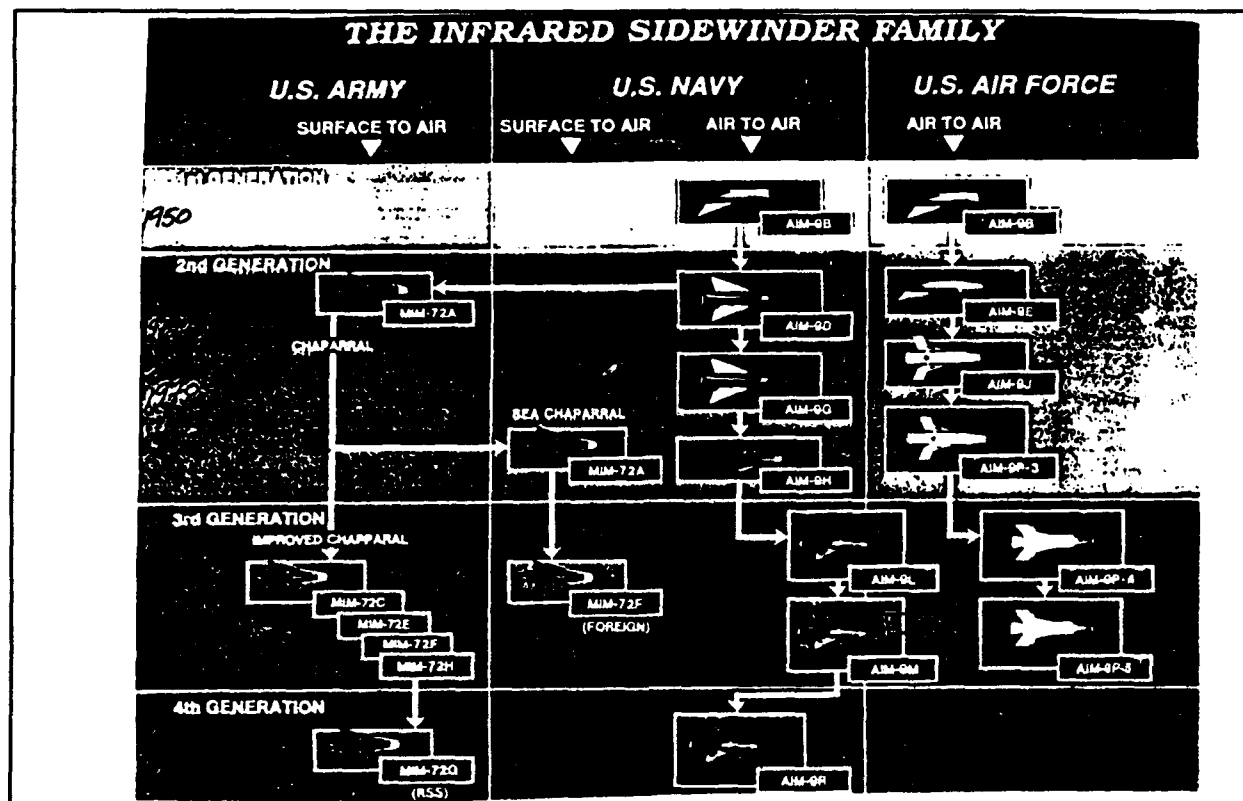 THE INFRARED SIDEWINDER FAMILY
U.S. ARMY
U.S. NAVY
U.S. AIR FORCE
SURFACE TO AIR
SURFACE TO AIR
AIR TO AIR
AIR TO AIR
1st GENERATION
1950
AIM-9B
AIM-9B
2nd GENERATION
MIM-72A
AIM-9D
AIM-9E
CHAPARRAL
AIM-9J
AIM-9G
SEA CHAPARRAL
MIM-72A
AIM-9H
AIM-9P-3
3rd GENERATION
IMPROVED CHAPPARAL
MIM-72C
MIM-72E
MIM-72F
MIM-72H
MIM-72F
(FOREIGN)
AIM-9L
AIM-9P-4
AIM-9M
AIM-9P-5
4th GENERATION
MIM-72G
(RSS)
AIM-9R